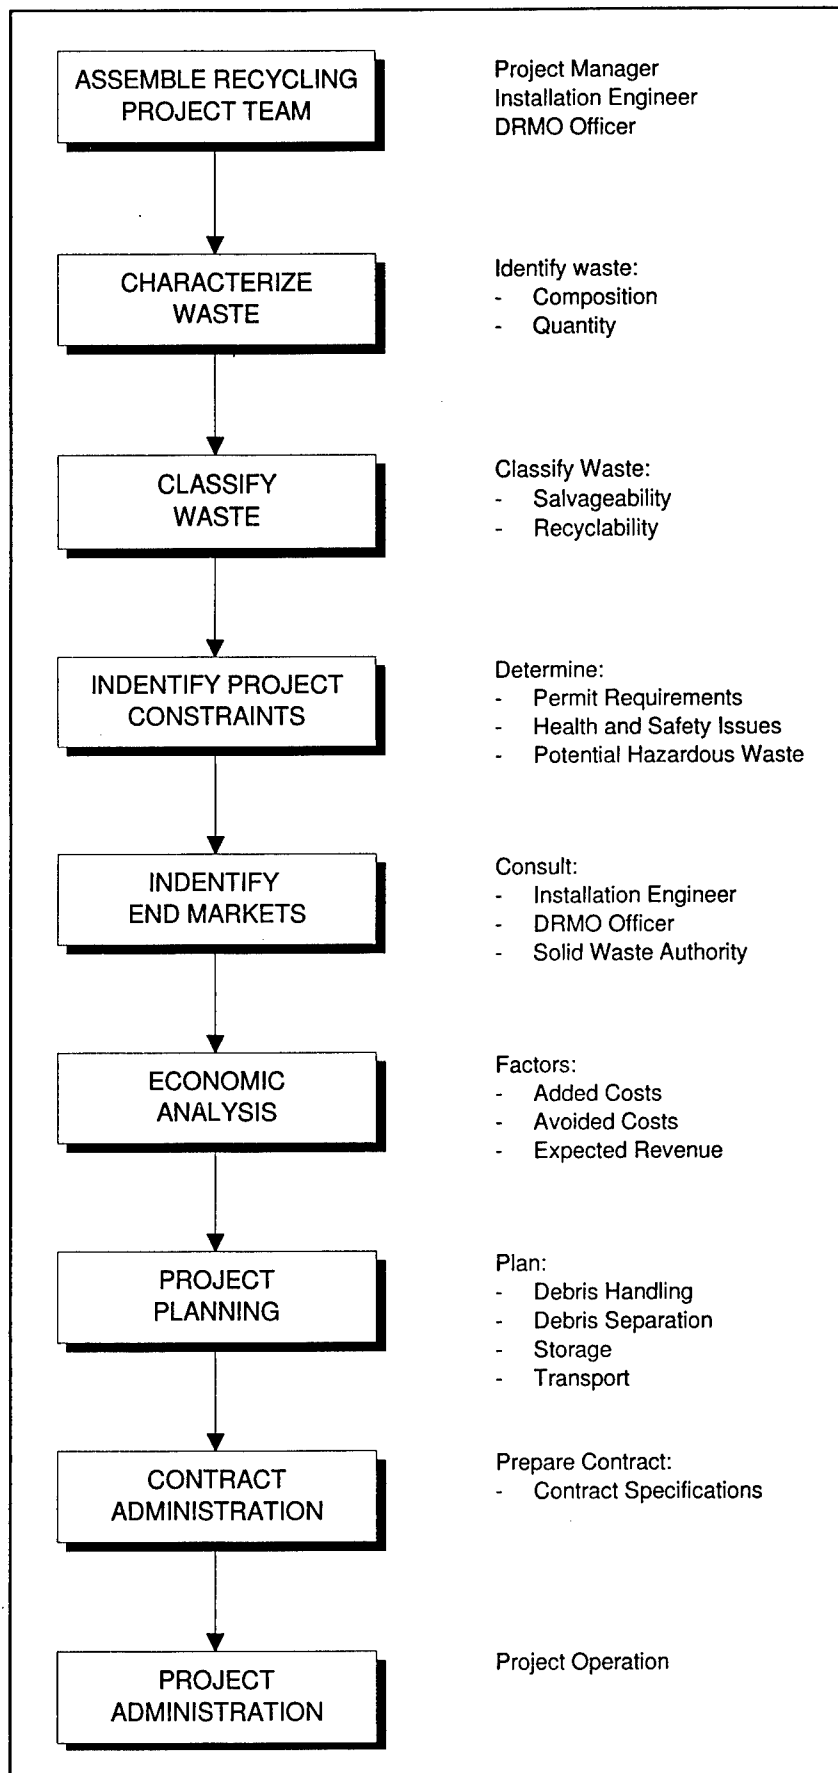 ASSEMBLE RECYCLING
PROJECT TEAM
Project Manager
Installation Engineer
DRMO Officer
CHARACTERIZE
WASTE
Identify waste:
- Composition
- Quantity
CLASSIFY
WASTE
Classify Waste:
- Salvageability
- Recyclability
INDENTIFY PROJECT
CONSTRAINTS
Determine:
- Permit Requirements
- Health and Safety Issues
- Potential Hazardous Waste
INDENTIFY
END MARKETS
Consult:
- Installation Engineer
- DRMO Officer
- Solid Waste Authority
ECONOMIC
ANALYSIS
Factors:
- Added Costs
- Avoided Costs
- Expected Revenue
PROJECT
PLANNING
Plan:
- Debris Handling
- Debris Separation
- Storage
- Transport
CONTRACT
ADMINISTRATION
Prepare Contract:
- Contract Specifications
PROJECT
ADMINISTRATION
Project Operation